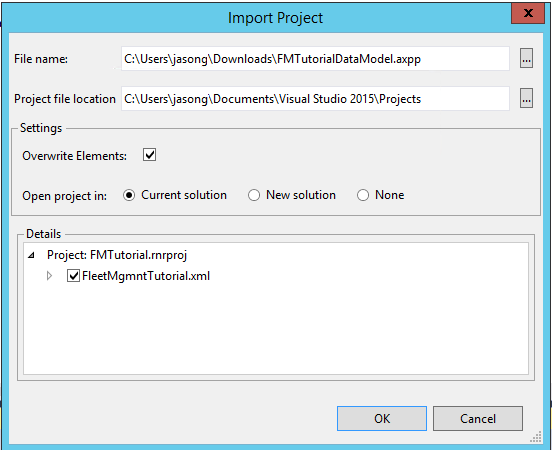 Import Project
x
File name:
C:\Users\jasong\Downloads\FMTutorialDataModel.axpp
...
Project file location
C:\Users\jasong\Documents\Visual Studio 2015\Projects
...
Settings
Overwrite Elements:
Open project in: Current solution New solution None
Details
Project: FMTutorial.rnrproj
FleetMgmntTutorial.xml
OK Cancel